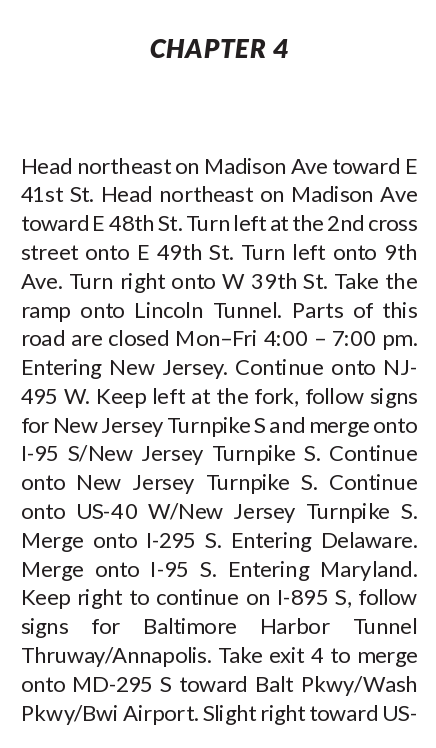 CHAPTER 4
Head northeast on Madison Ave toward E
41st St. Head northeast on Madison Ave
toward E 48th St. Turn left at the 2nd cross
street onto E 49th St. Turn left onto 9th
Ave. Turn right onto W 39th St. Take the
ramp onto Lincoln Tunnel. Parts of this
road are closed Mon–Fri 4:00 – 7:00 pm.
Entering New Jersey. Continue onto NJ-
495 W. Keep left at the fork, follow signs
for New Jersey Turnpike S and merge onto
I-95 S/New Jersey Turnpike S. Continue
onto New Jersey Turnpike S. Continue
onto US-40 W/New Jersey Turnpike S.
Merge onto I-295 S. Entering Delaware.
Merge onto I-95 S. Entering Maryland.
Keep right to continue on I-895 S, follow
signs for Baltimore Harbor Tunnel
Thruway/Annapolis. Take exit 4 to merge
onto MD-295 S toward Balt Pkwy/Wash
Pkwy/Bwi Airport. Slight right toward US-